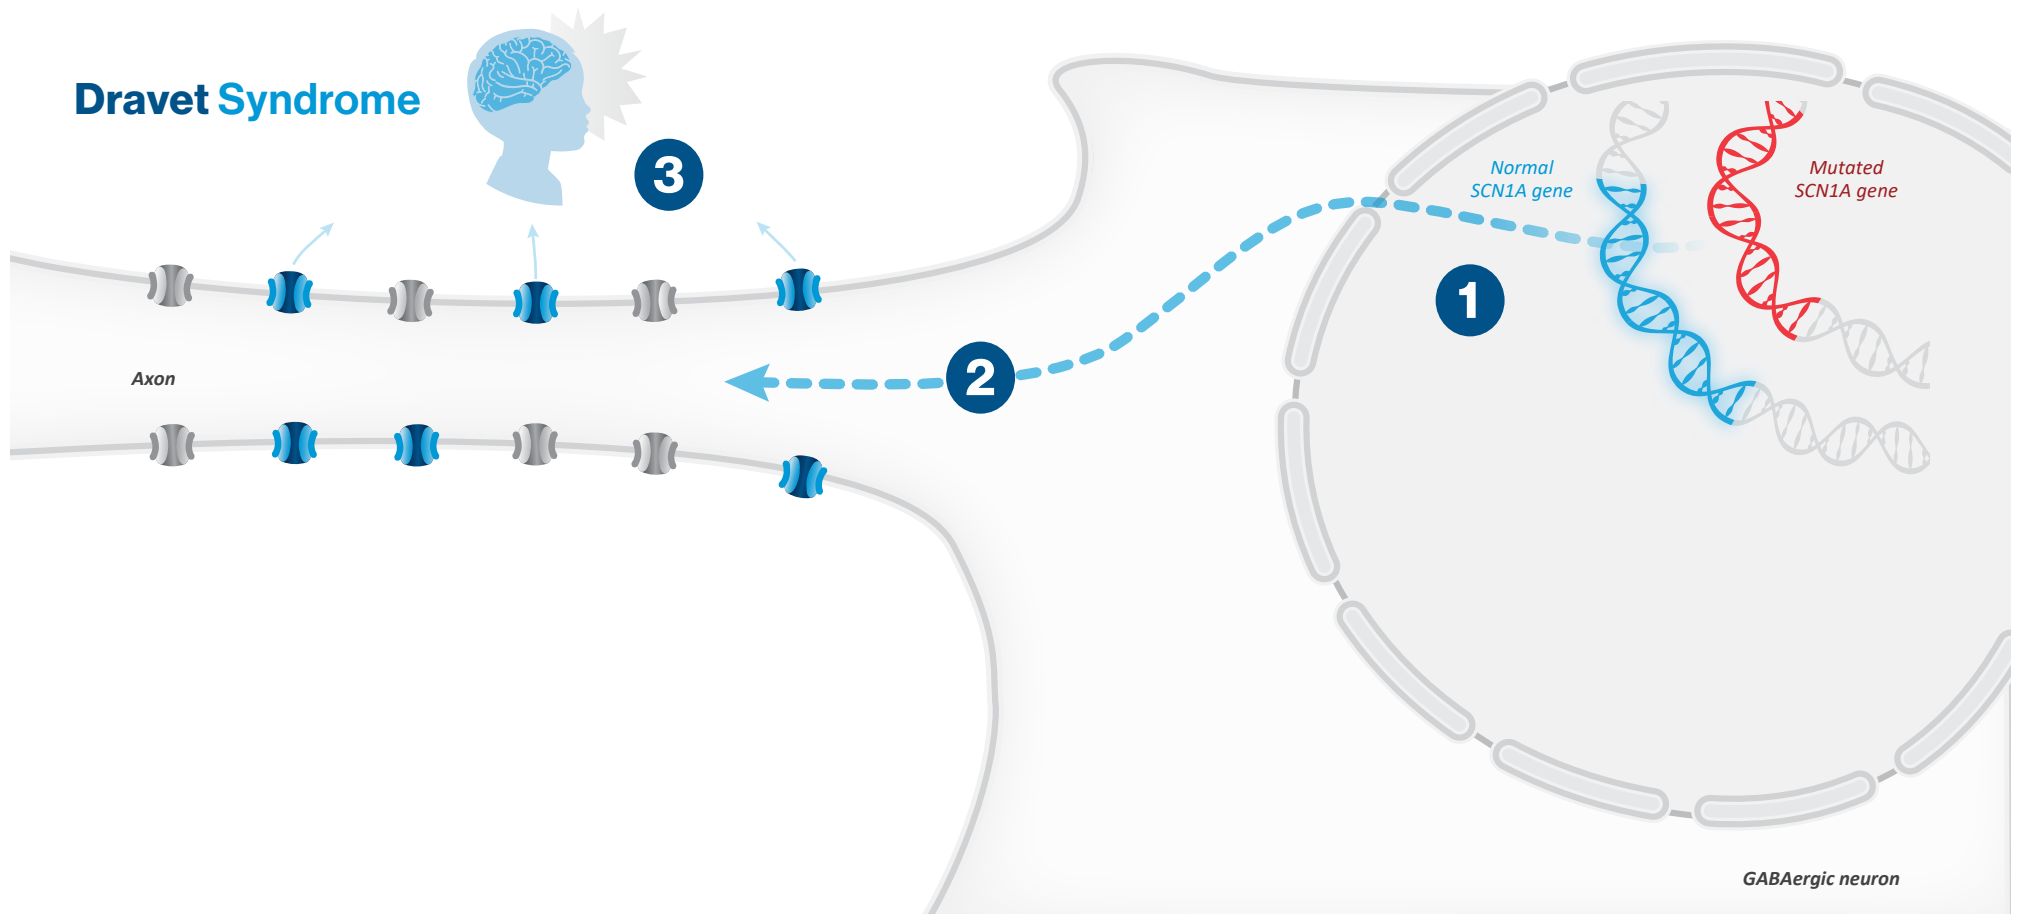 Dravet Syndrome
3
Normal
SCN1A gene
Mutated
SCN1A gene
1
2
Axon
GABAergic neuron